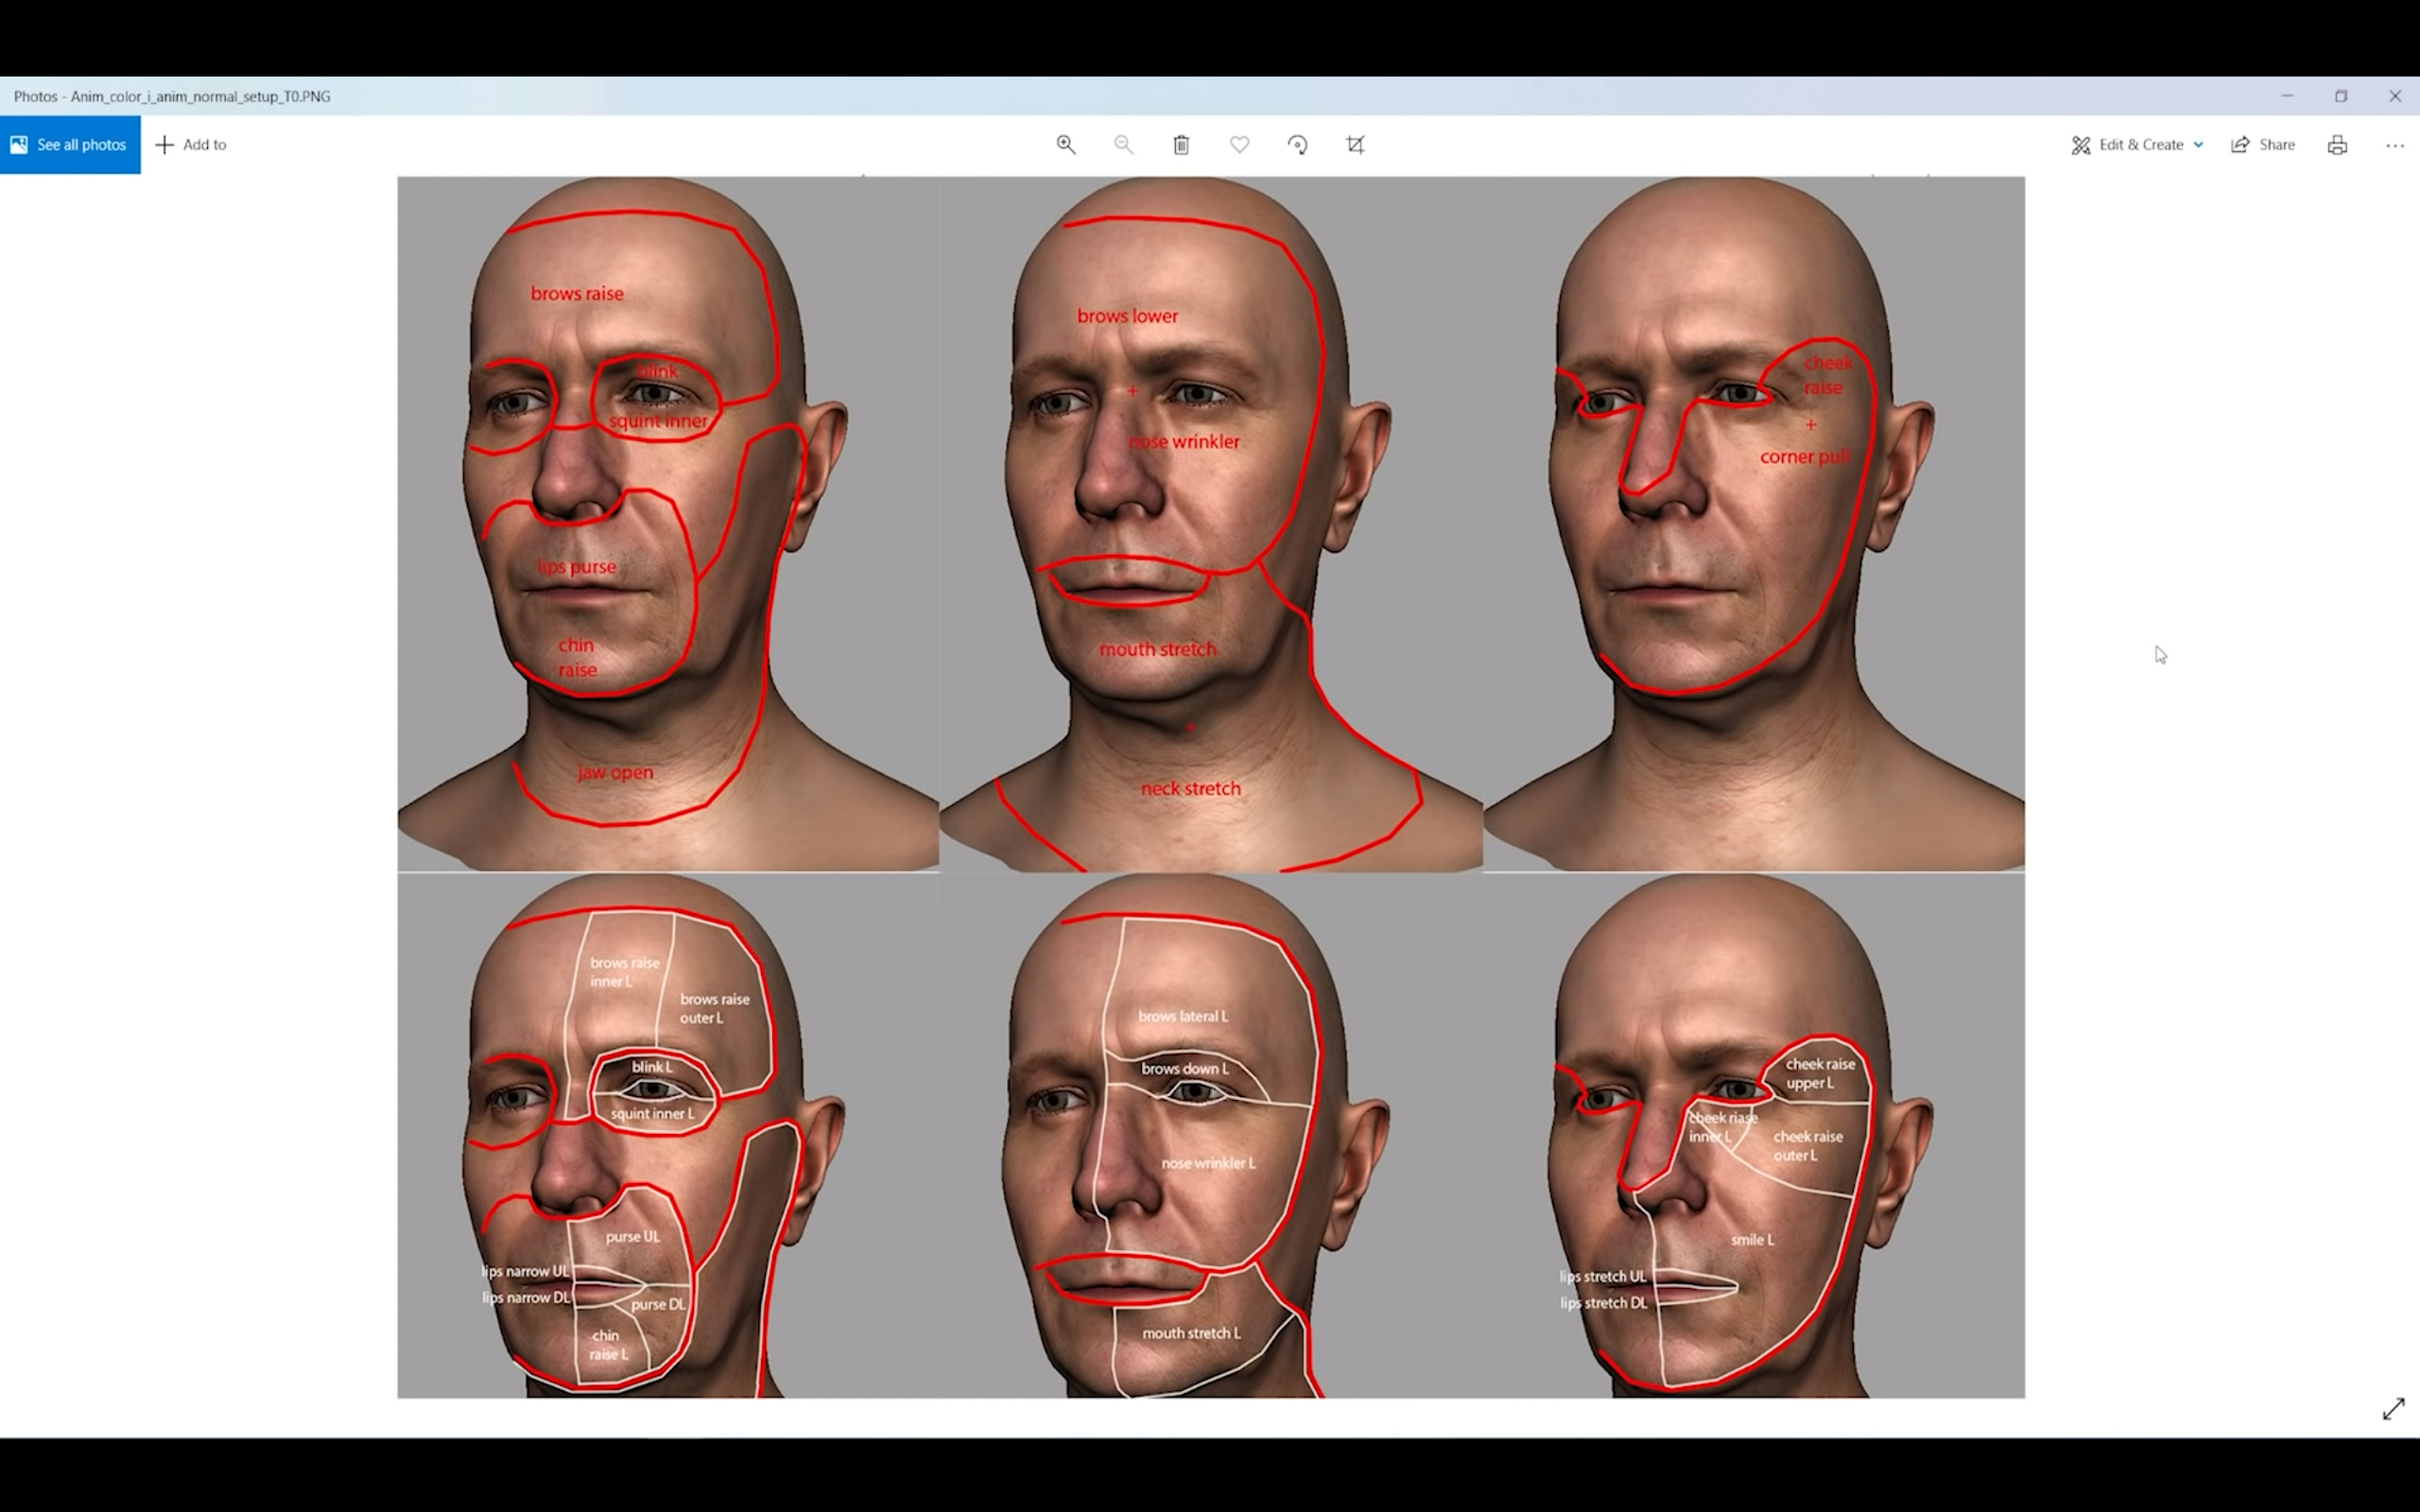 Photos - Anim_color_i_anim_normal_setup_T0.PNG
See all photos
Add to
Edit & Create
Share
brows raise
blink
squint inner
lips purse
chin
raise
jaw open
brows lower
+
nose wrinkler
mouth stretch
+
neck stretch
cheek
raise
+
corner pull
brows raise
inner L
brows raise
outer L
blink L
squint inner L
purse UL
lips narrow UL
lips narrow DL
purse DL
chin
raise L
brows lateral L
brows down L
nose wrinkler L
mouth stretch L
cheek raise
upper L
cheek riase
inner L
cheek raise
outer L
smile L
lips stretch UL
lips stretch DL